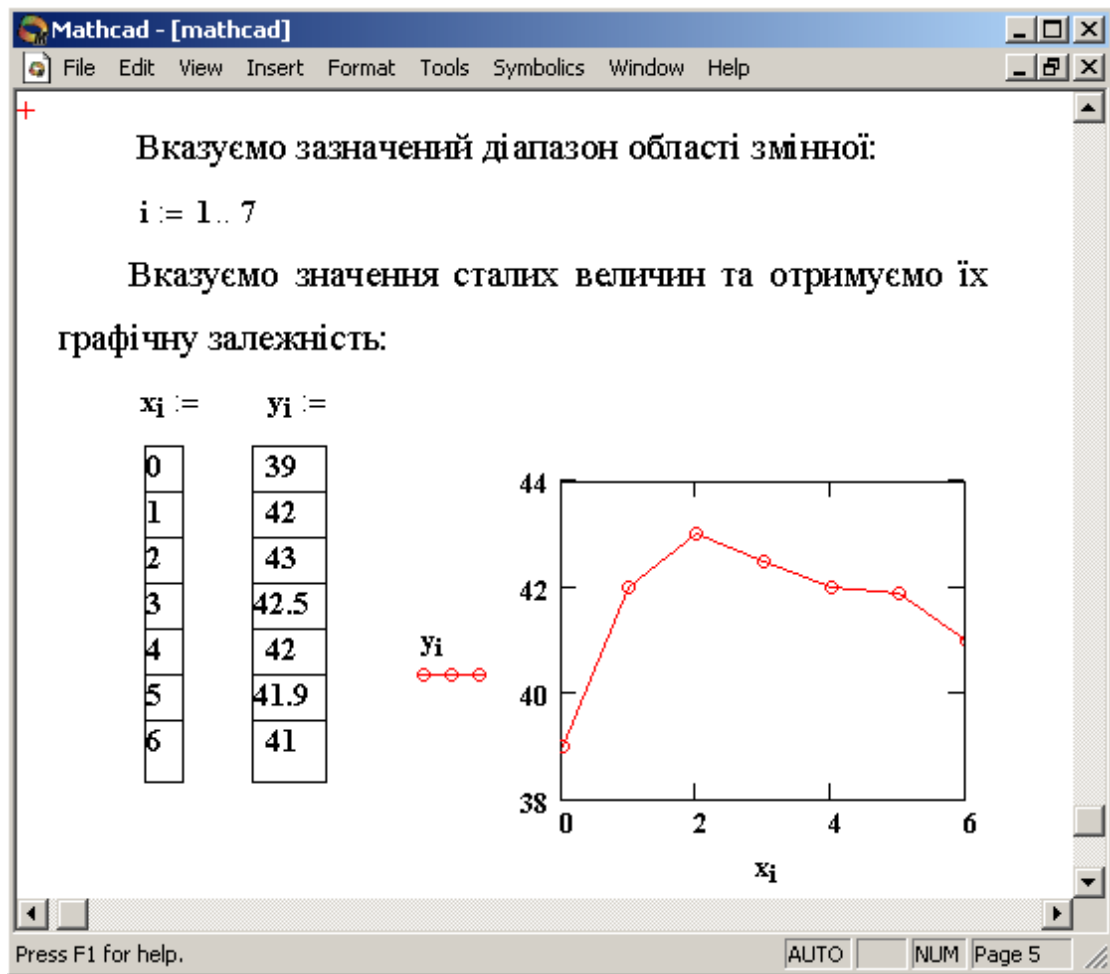 Mathcad - [mathcad]
File Edit View Insert Format Tools Symbolics Window Help
Вказуємо зазначений діапазон області змінної:
i := 1 .. 7
Вказуємо значення сталих величин та отримуємо їх
графічну залежність:
xi := yi :=
0 39
1 42
2 43
3 42.5
4 42
5 41.9
6 41
yi
44
42
40
38
0 2 4 6
xi
Press F1 for help. AUTO NUM Page 5